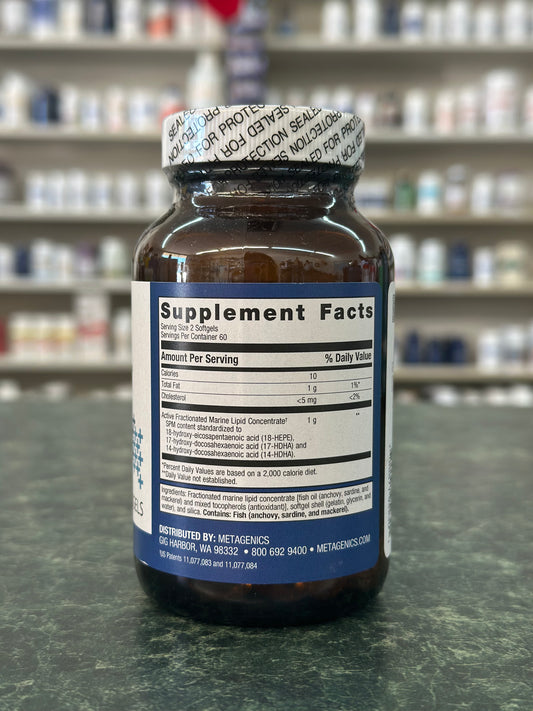 SEALED FOR PROTECTION
Supplement Facts
Serving Size 2 Softgels
Servings Per Container 60
Amount Per Serving % Daily Value
Calories 10
Total Fat 1 g 1%*
Cholesterol <5 mg <2%
Active Fractionated Marine Lipid Concentrate† 1 g **
SPM content standardized to
18-hydroxy-eicosapentaenoic acid (18-HEPE),
17-hydroxy-docosahexaenoic acid (17-HDHA) and
14-hydroxy-docosahexaenoic acid (14-HDHA).
*Percent Daily Values are based on a 2,000 calorie diet.
**Daily Value not established.
Ingredients: Fractionated marine lipid concentrate [fish oil (anchovy, sardine, and
mackerel) and mixed tocopherols (antioxidant)], softgel shell (gelatin, glycerin, and
water), and silica. Contains: Fish (anchovy, sardine, and mackerel).
DISTRIBUTED BY: METAGENICS
GIG HARBOR, WA 98332 • 800 692 9400 • METAGENICS.COM
†US Patents 11,077,083 and 11,077,084
ELS